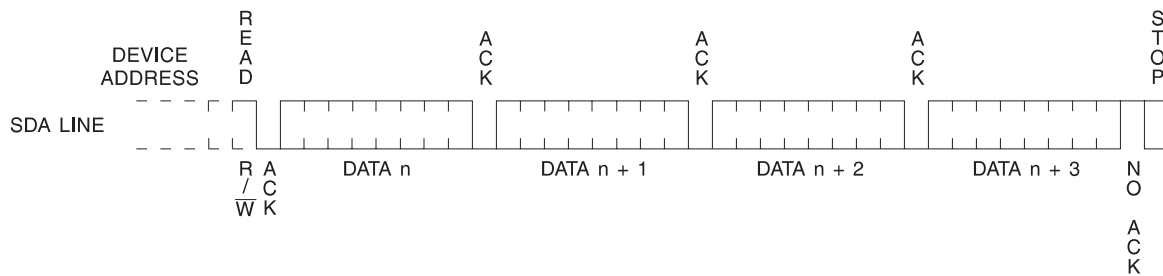 READ
ACK
ACK
ACK
STOP
DEVICE
ADDRESS
SDA LINE
R/W
ACK
DATA n
DATA n + 1
DATA n + 2
DATA n + 3
NO ACK